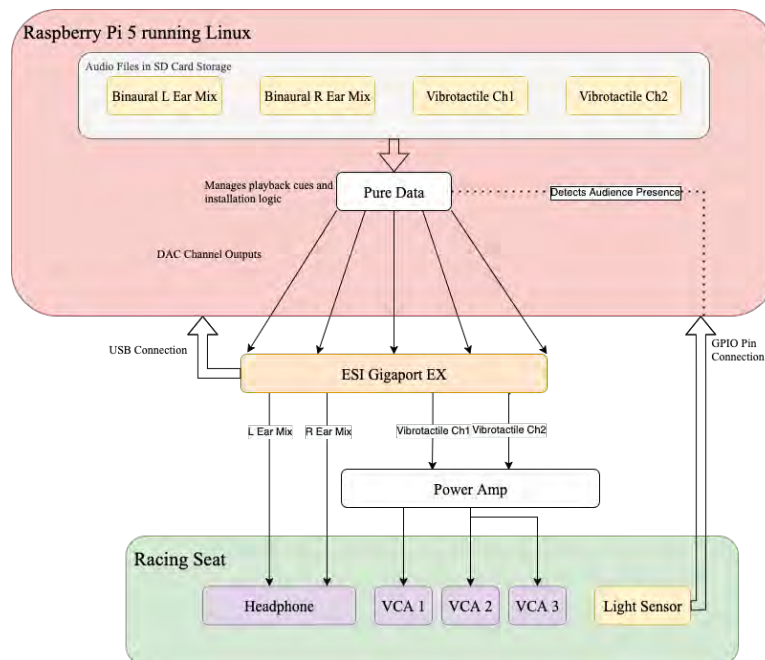 Raspberry Pi 5 running Linux
Audio Files in SD Card Storage
Binaural L Ear Mix
Binaural R Ear Mix
Vibrotactile Ch1
Vibrotactile Ch2
Manages playback cues and
installation logic
Pure Data
Detects Audience Presence
DAC Channel Outputs
USB Connection
GPIO Pin
Connection
ESI Gigaport EX
L Ear Mix
R Ear Mix
Vibrotactile Ch1
Vibrotactile Ch2
Power Amp
Racing Seat
Headphone
VCA 1
VCA 2
VCA 3
Light Sensor